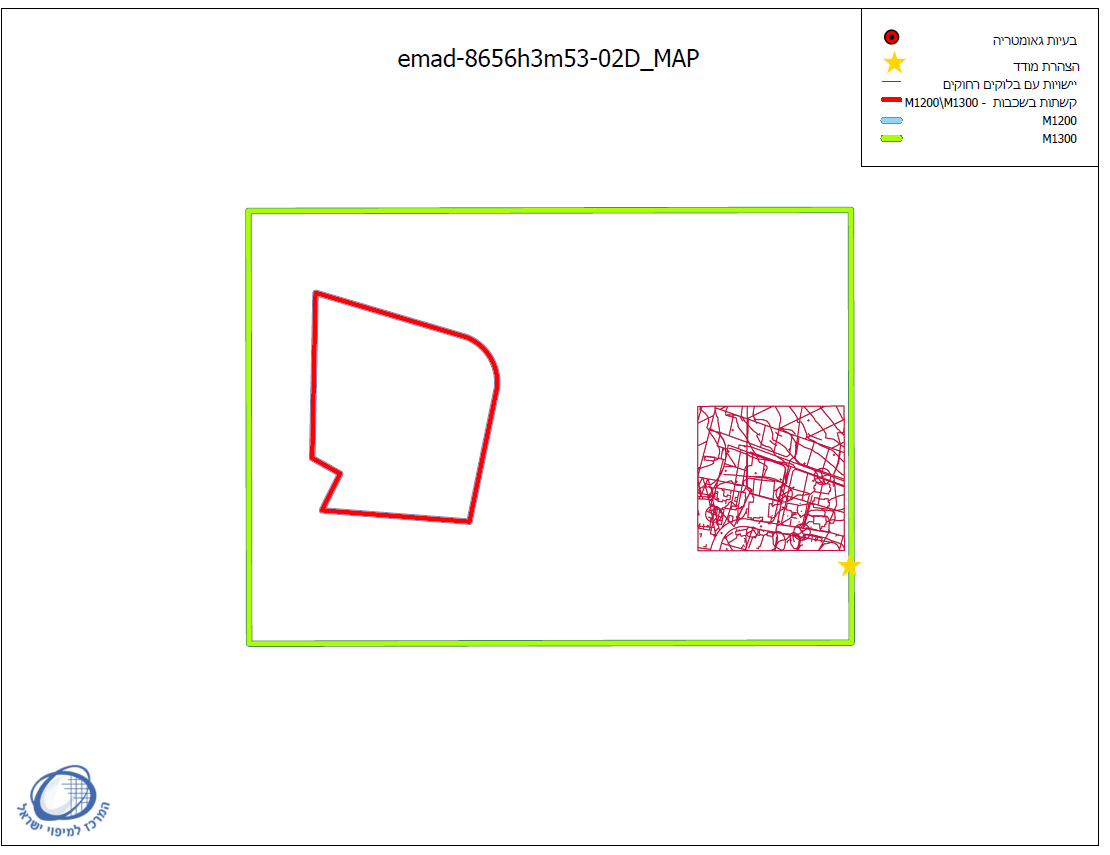 emad-8656h3m53-02D_MAP
בעיות גאומטריה
הצהרת מודד
יישויות עם בלוקים רחוקים
קשתות בשכבות - M1200\M1300
M1200
M1300
המרכז למיפוי ישראל